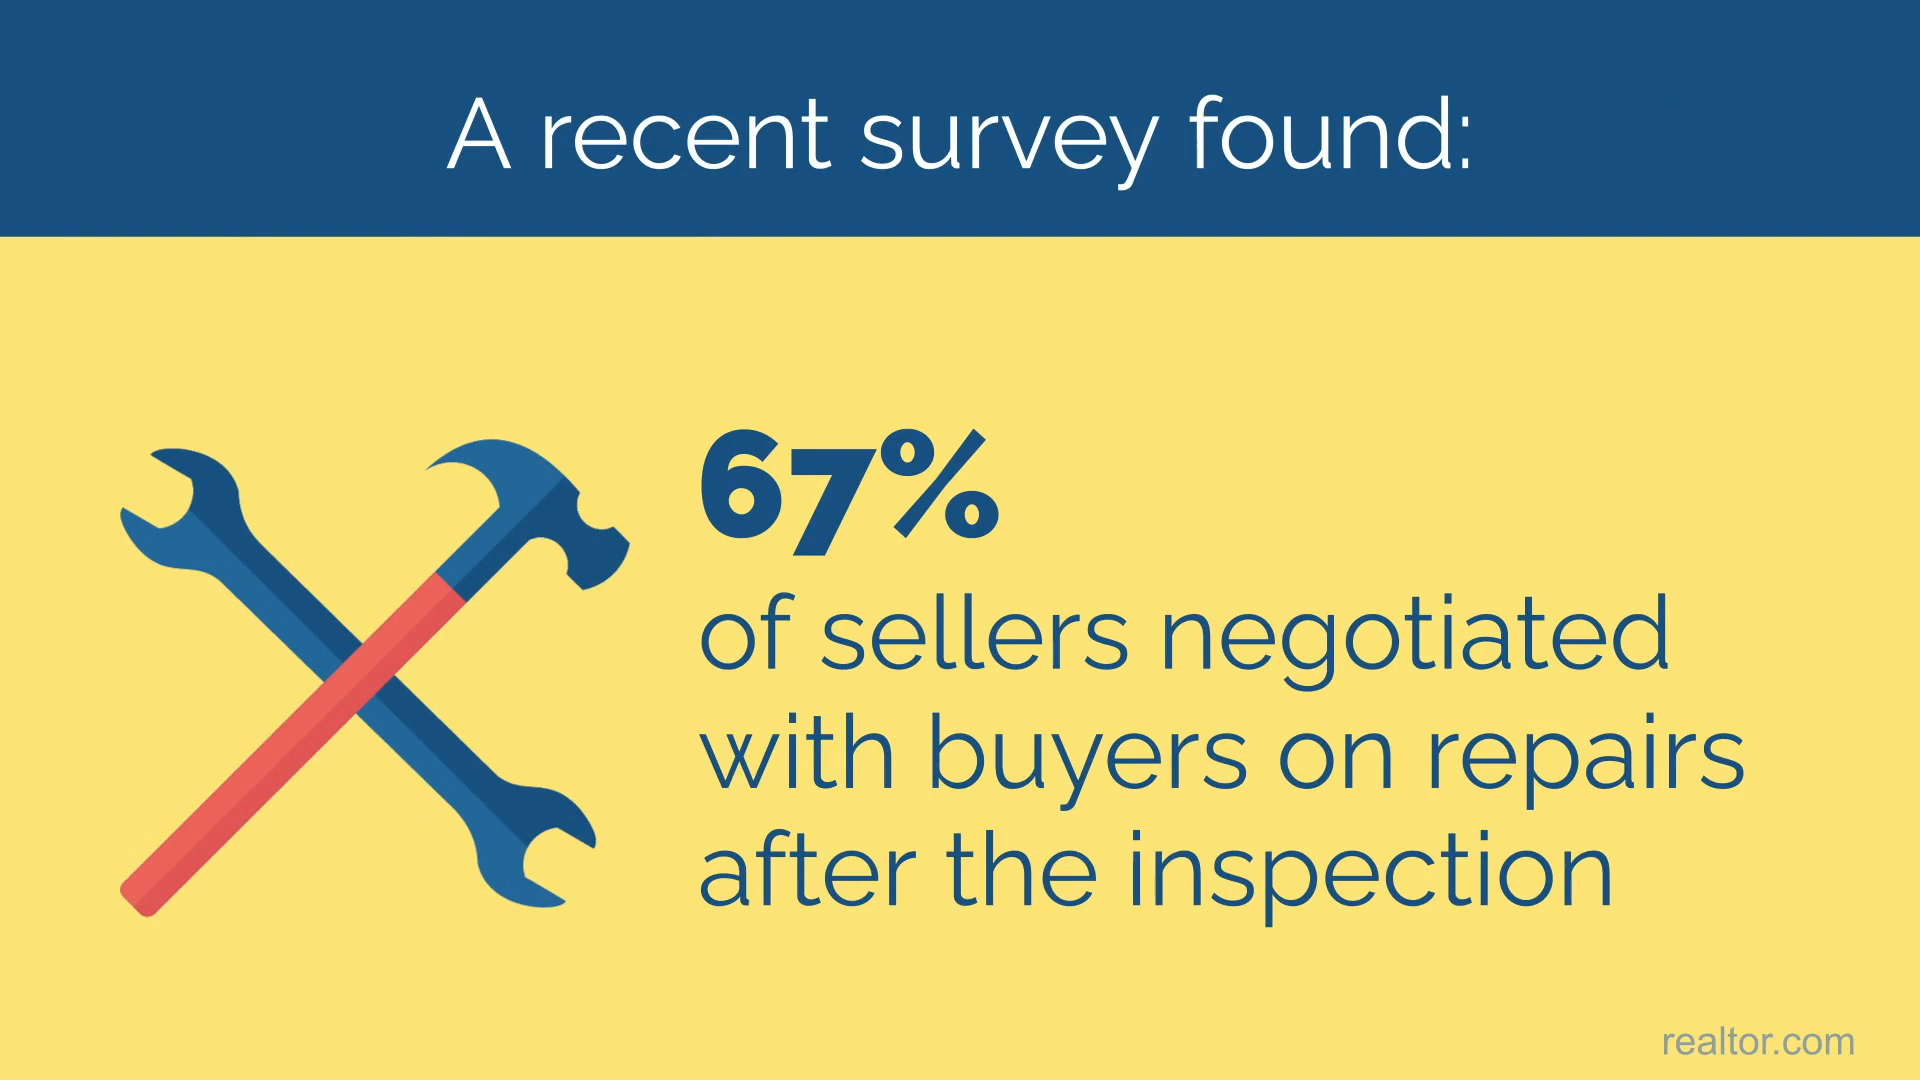 A recent survey found:
67%
of sellers negotiated
with buyers on repairs
after the inspection
realtor.com